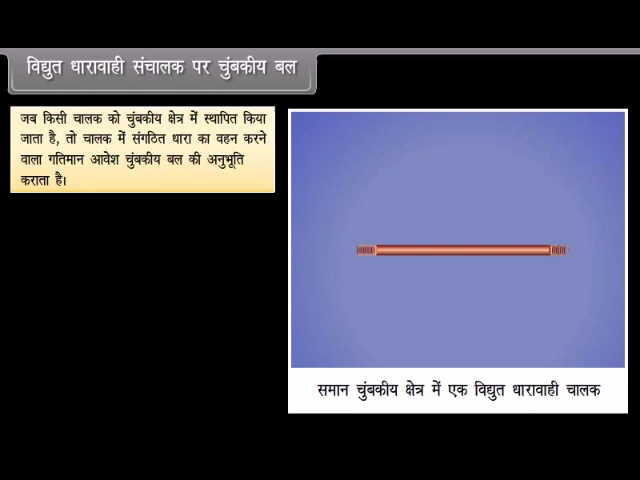 विद्युत धारावाही संचालक पर चुंबकीय बल
जब किसी चालक को चुंबकीय क्षेत्र में स्थापित किया
जाता है, तो चालक में संगठित धारा का वहन करने
वाला गतिमान आवेश चुंबकीय बल की अनुभूति
कराता है।
समान चुंबकीय क्षेत्र में एक विद्युत धारावाही चालक